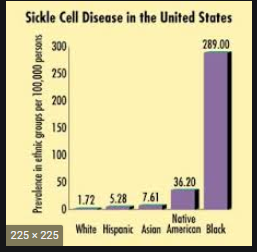 Sickle Cell Disease in the United States
Prevalence in ethnic groups per 100,000 persons
300
250
200
150
100
50
0
1.72
5.28
7.61
36.20
289.00
White
Hispanic
Asian
Native
American
Black
225 × 225